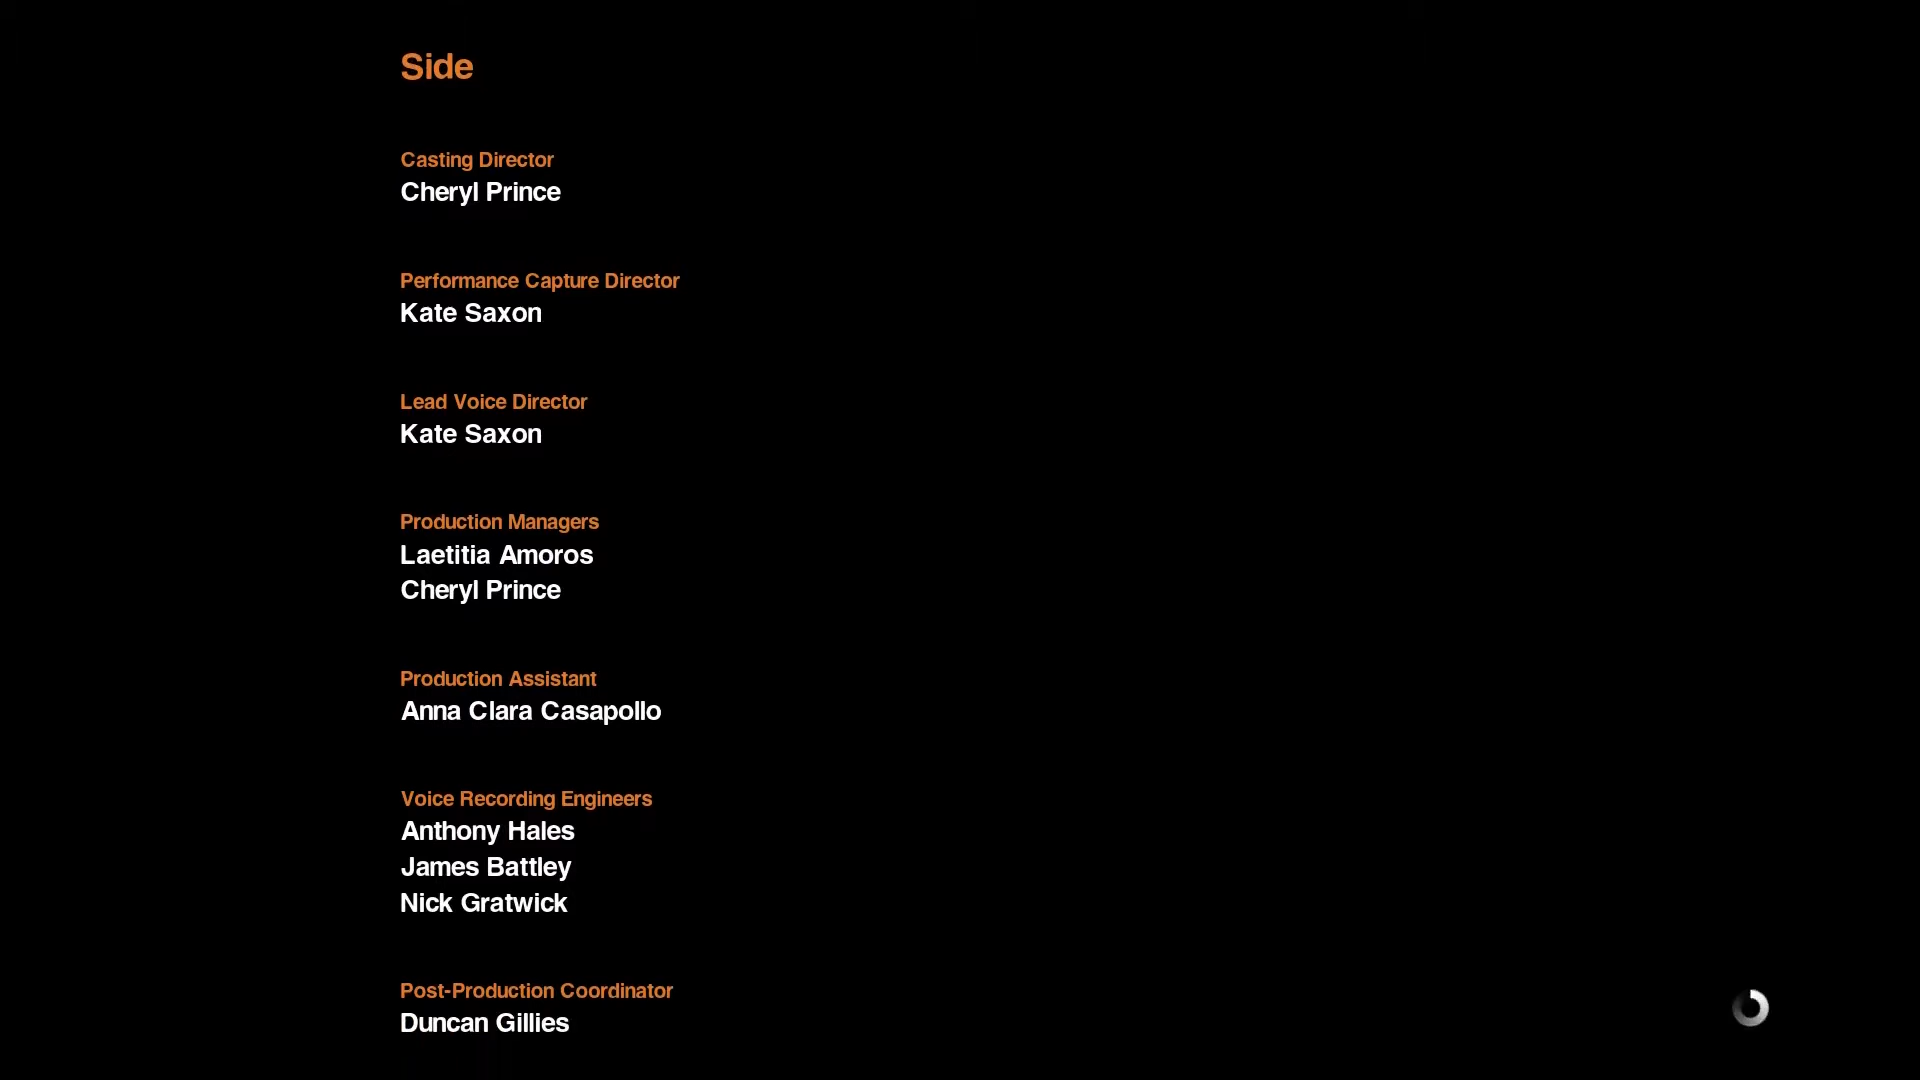 Side
Casting Director
Cheryl Prince
Performance Capture Director
Kate Saxon
Lead Voice Director
Kate Saxon
Production Managers
Laetitia Amoros
Cheryl Prince
Production Assistant
Anna Clara Casapollo
Voice Recording Engineers
Anthony Hales
James Battley
Nick Gratwick
Post-Production Coordinator
Duncan Gillies